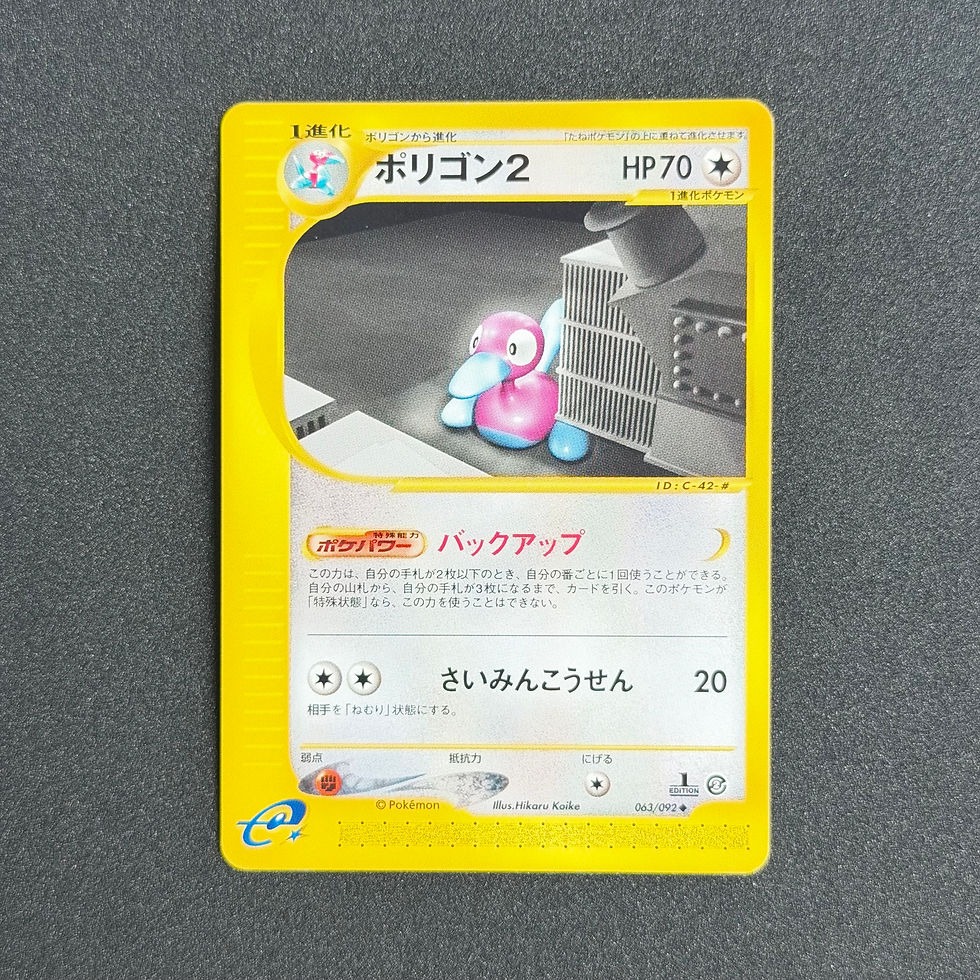 1進化 ポリゴンから進化 「たねポケモン」の上に重ねて進化させます
ポリゴン2 HP70
1進化ポケモン
ID:C-42-#
特殊能力
ポケパワー バックアップ
この力は、自分の手札が2枚以下のとき、自分の番ごとに1回使うことができる。
自分の山札から、自分の手札が3枚になるまで、カードを引く。このポケモンが
「特殊状態」なら、この力を使うことはできない。
さいみんこうせん 20
相手を「ねむり」状態にする。
弱点 抵抗力 にげる
1
EDITION
©Pokémon Illus.Hikaru Koike 063/092◆
e